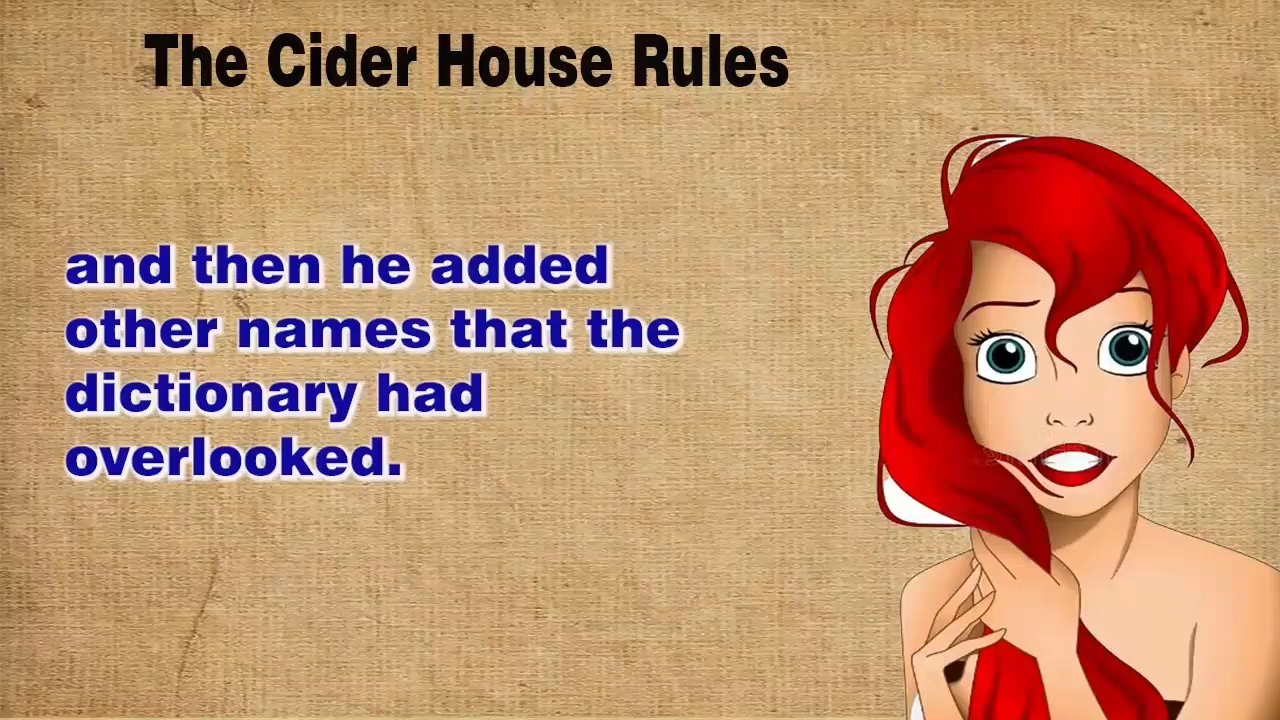 The Cider House Rules
and then he added
other names that the
dictionary had
overlooked.